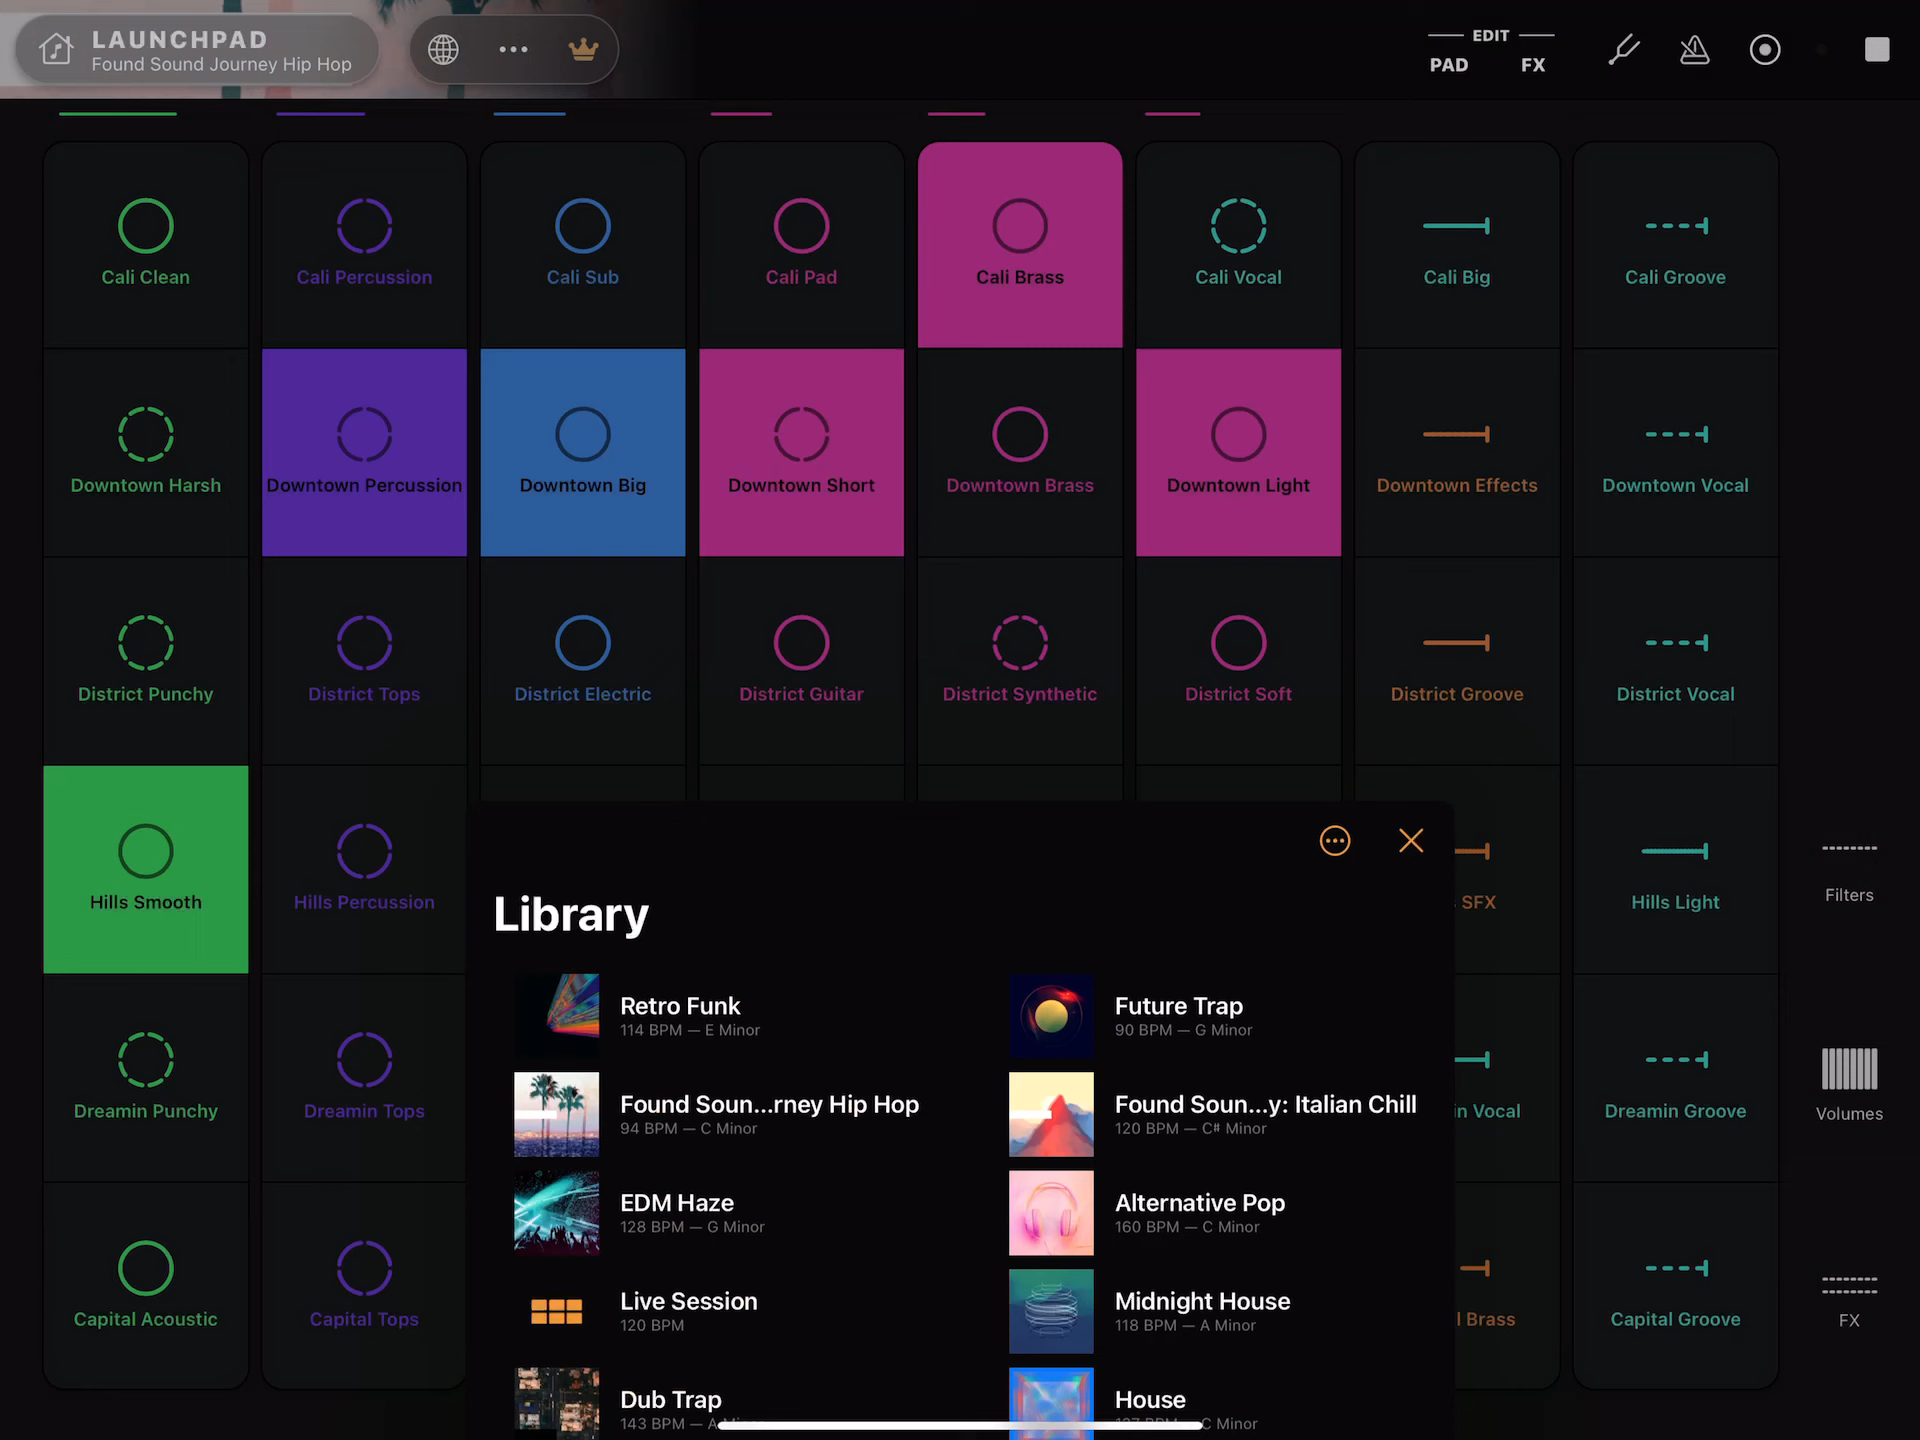 LAUNCHPAD
Found Sound Journey Hip Hop
EDIT
PAD FX
Cali Clean
Cali Percussion
Cali Sub
Cali Pad
Cali Brass
Cali Vocal
Cali Big
Cali Groove
Downtown Harsh
Downtown Percussion
Downtown Big
Downtown Short
Downtown Brass
Downtown Light
Downtown Effects
Downtown Vocal
District Punchy
District Tops
District Electric
District Guitar
District Synthetic
District Soft
District Groove
District Vocal
Hills Smooth
Hills Percussion
SFX
Hills Light
Filters
Dreamin Punchy
Dreamin Tops
Vocal
Dreamin Groove
Volumes
Capital Acoustic
Capital Tops
Brass
Capital Groove
FX
Library
Retro Funk
114 BPM — E Minor
Future Trap
90 BPM — G Minor
Found Soun...rney Hip Hop
94 BPM — C Minor
Found Soun...y: Italian Chill
120 BPM — C# Minor
EDM Haze
128 BPM — G Minor
Alternative Pop
160 BPM — C Minor
Live Session
120 BPM
Midnight House
118 BPM — A Minor
Dub Trap
143 BPM — A Minor
House
C Minor